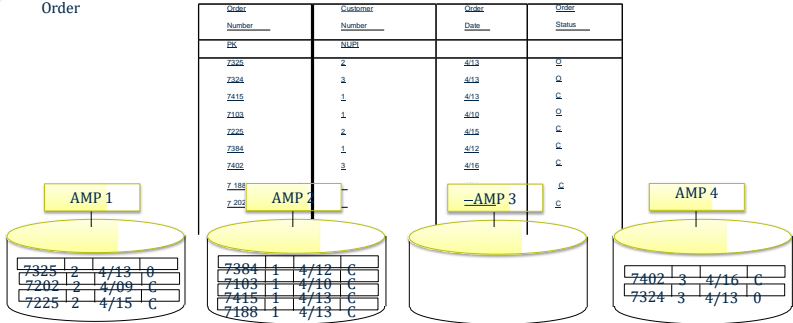 Order
Order Customer Order Order
Number Number Date Status
PK NUPI
7325 2 4/13 O
7324 3 4/13 O
7415 1 4/13 C
7103 1 4/10 O
7225 2 4/15 C
7384 1 4/12 C
7402 3 4/16 C
7 188 C
7 202 C
AMP 1 AMP 2 AMP 3 AMP 4
7325 2 4/13 0
7202 2 4/09 C
7225 2 4/15 C
7384 1 4/12 C
7103 1 4/10 C
7415 1 4/13 C
7188 1 4/13 C
7402 3 4/16 C
7324 3 4/13 0